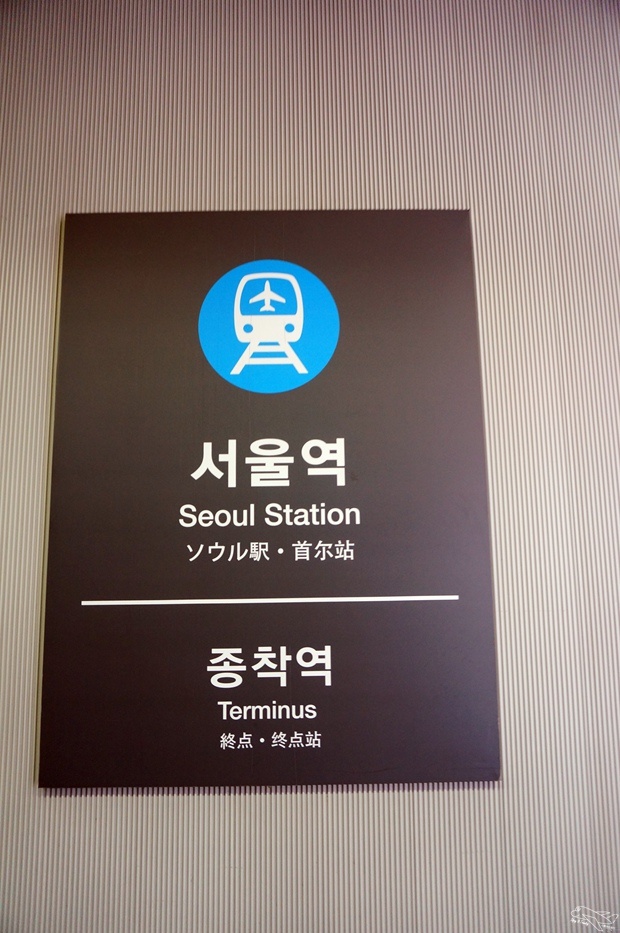 서울역
Seoul Station
ソウル駅・首尔站
종착역
Terminus
終点・终点站